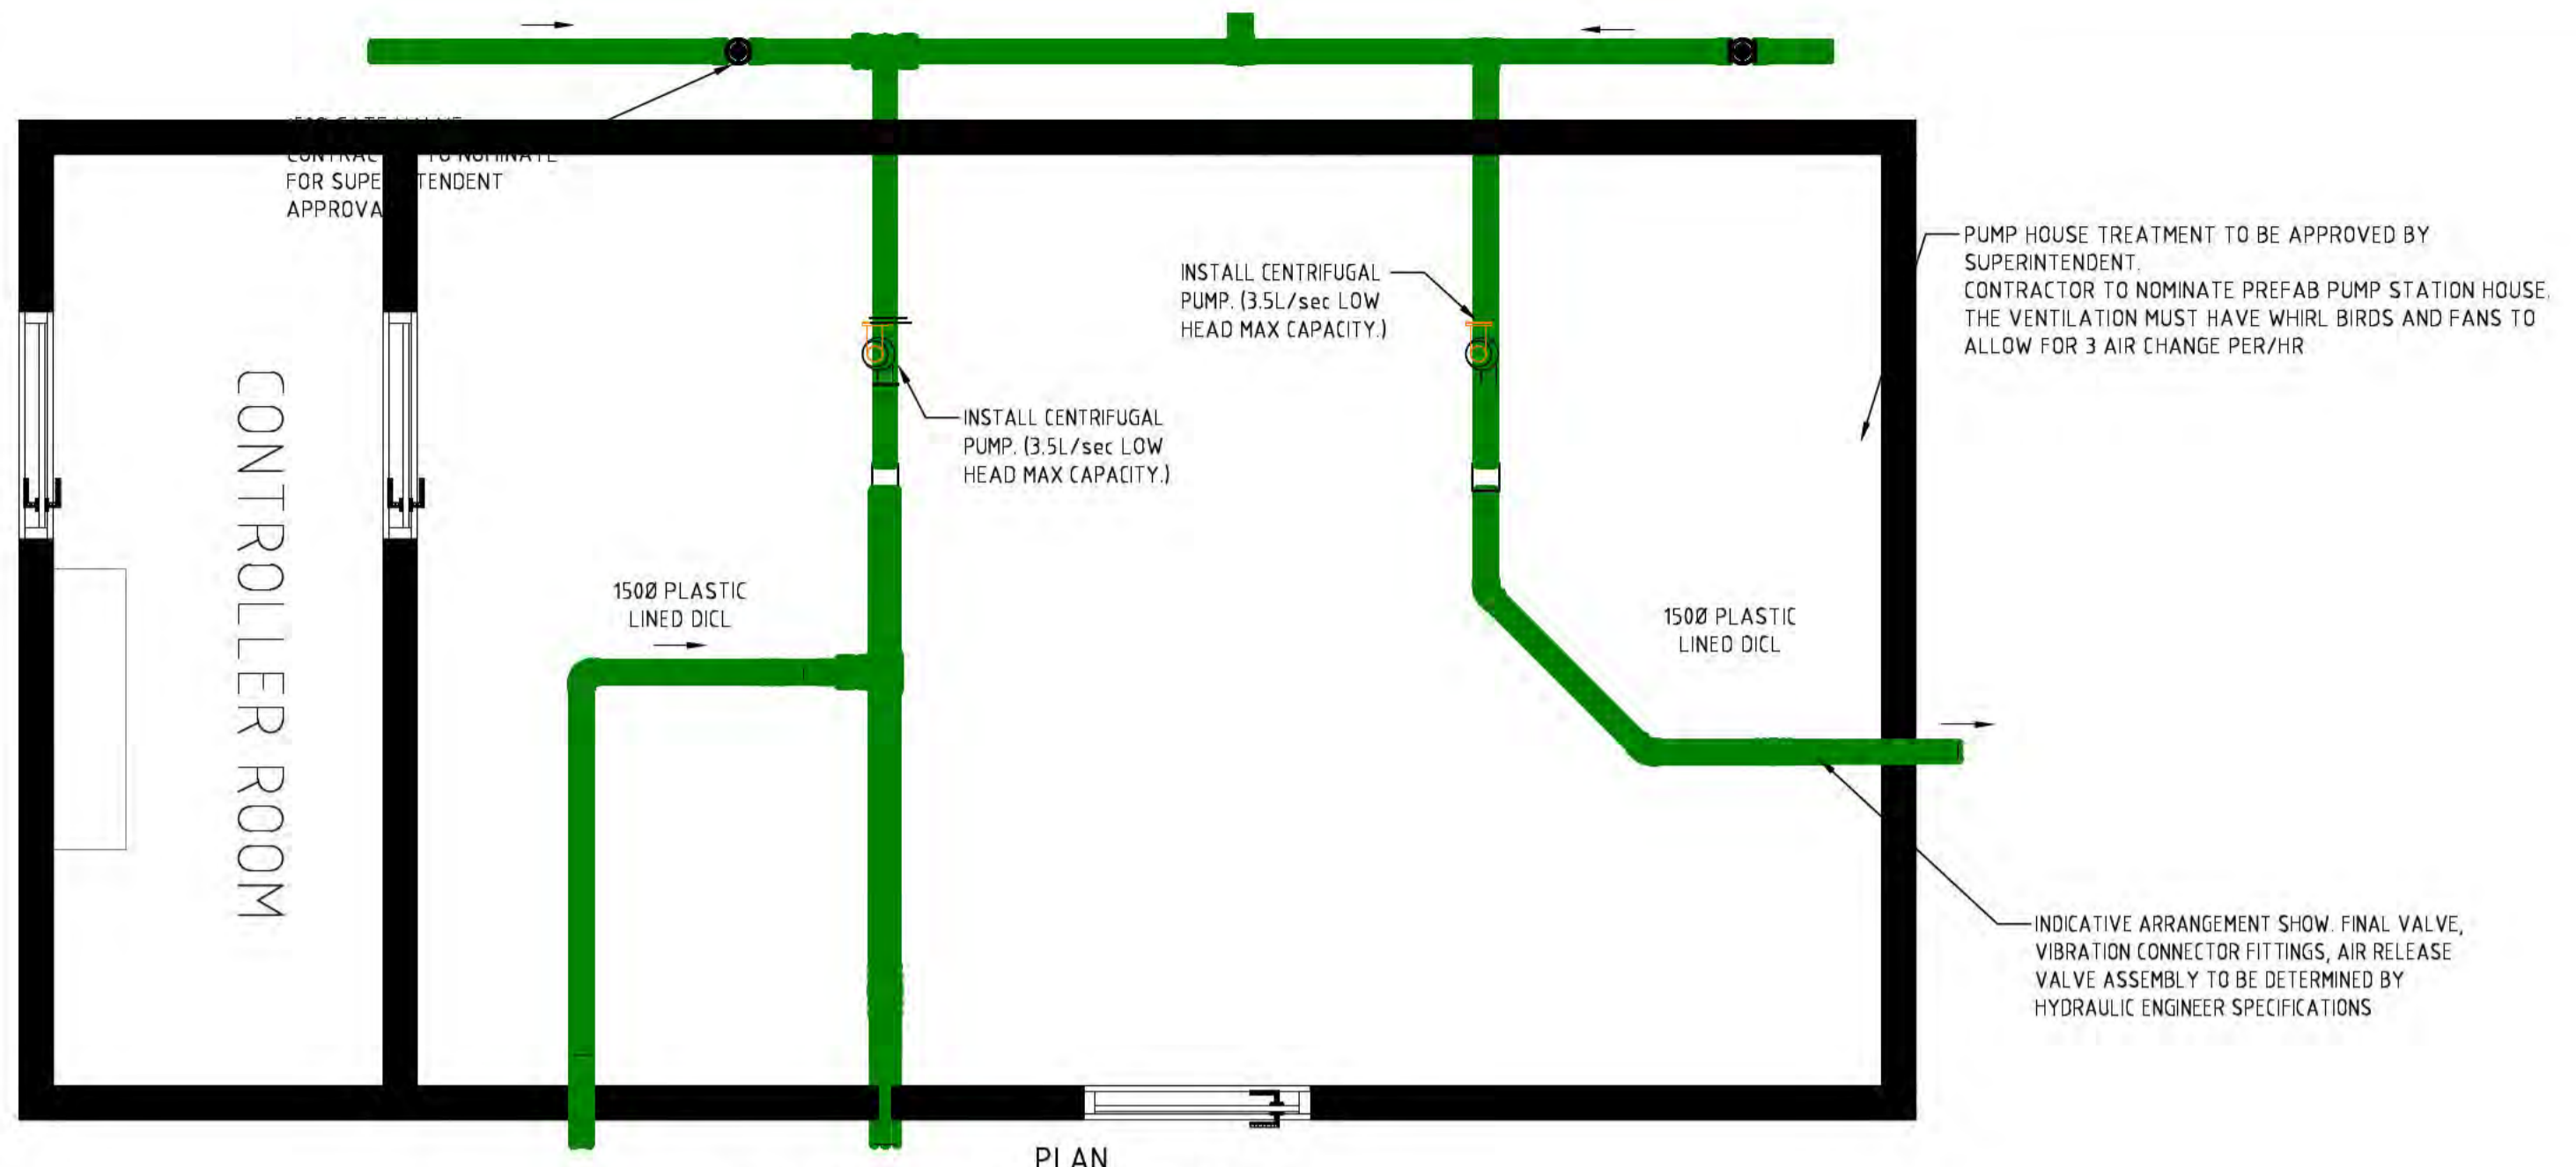 CONTRAC TO NOMINATE
FOR SUPE TENDENT
APPROVA
CONTROLLER ROOM
INSTALL CENTRIFUGAL
PUMP. (3.5L/sec LOW
HEAD MAX CAPACITY.)
INSTALL CENTRIFUGAL
PUMP. (3.5L/sec LOW
HEAD MAX CAPACITY.)
PUMP HOUSE TREATMENT TO BE APPROVED BY
SUPERINTENDENT.
CONTRACTOR TO NOMINATE PREFAB PUMP STATION HOUSE.
THE VENTILATION MUST HAVE WHIRL BIRDS AND FANS TO
ALLOW FOR 3 AIR CHANGE PER/HR
150Ø PLASTIC
LINED DICL
150Ø PLASTIC
LINED DICL
INDICATIVE ARRANGEMENT SHOW. FINAL VALVE,
VIBRATION CONNECTOR FITTINGS, AIR RELEASE
VALVE ASSEMBLY TO BE DETERMINED BY
HYDRAULIC ENGINEER SPECIFICATIONS
PLAN